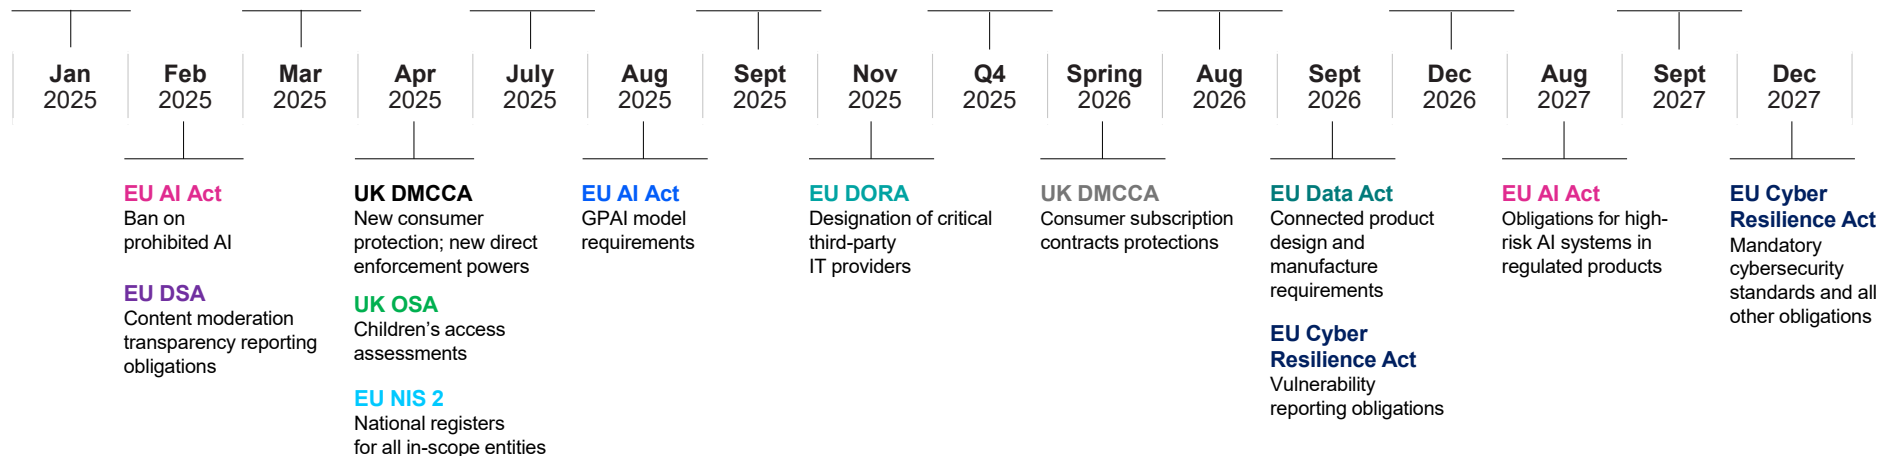 Jan
2025
Feb
2025
Mar
2025
Apr
2025
July
2025
Aug
2025
Sept
2025
Nov
2025
Q4
2025
Spring
2026
Aug
2026
Sept
2026
Dec
2026
Aug
2027
Sept
2027
Dec
2027
EU AI Act
Ban on
prohibited AI
EU DSA
Content moderation
transparency reporting
obligations
UK DMCCA
New consumer
protection; new direct
enforcement powers
UK OSA
Children’s access
assessments
EU NIS 2
National registers
for all in-scope entities
EU AI Act
GPAI model
requirements
EU DORA
Designation of critical
third-party
IT providers
UK DMCCA
Consumer subscription
contracts protections
EU Data Act
Connected product
design and
manufacture
requirements
EU Cyber
Resilience Act
Vulnerability
reporting obligations
EU AI Act
Obligations for high-
risk AI systems in
regulated products
EU Cyber
Resilience Act
Mandatory
cybersecurity
standards and all
other obligations